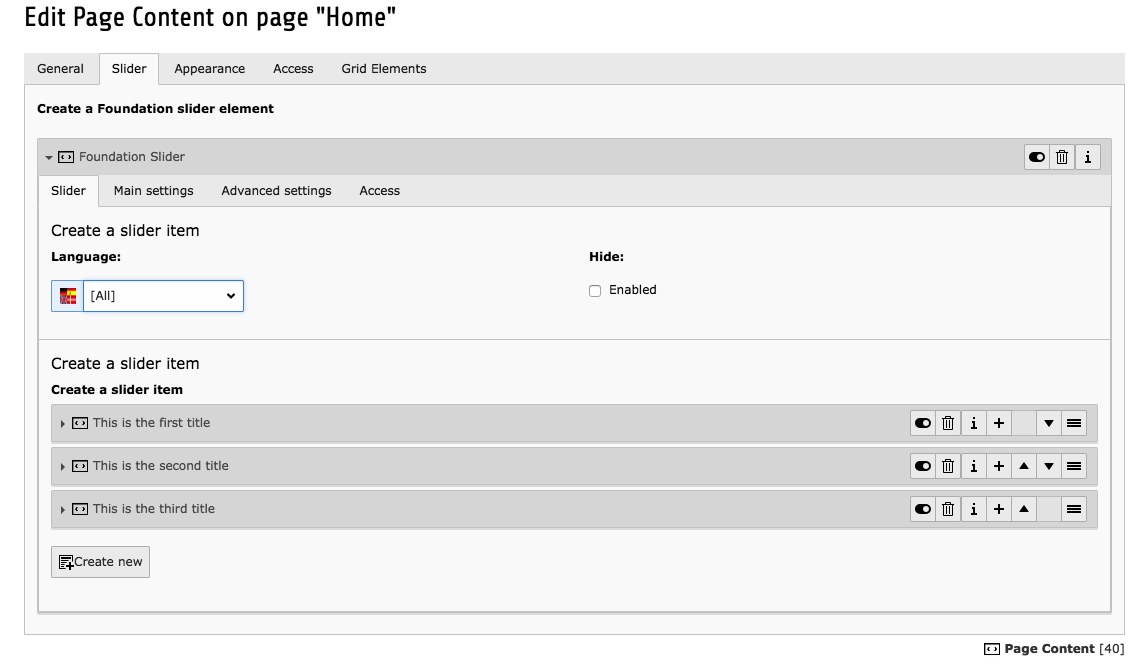 Edit Page Content on page "Home"
General Slider Appearance Access Grid Elements
Create a Foundation slider element
Foundation Slider
Slider Main settings Advanced settings Access
Create a slider item
Language: Hide:
[All] Enabled
Create a slider item
Create a slider item
This is the first title
This is the second title
This is the third title
Create new
Page Content [40]